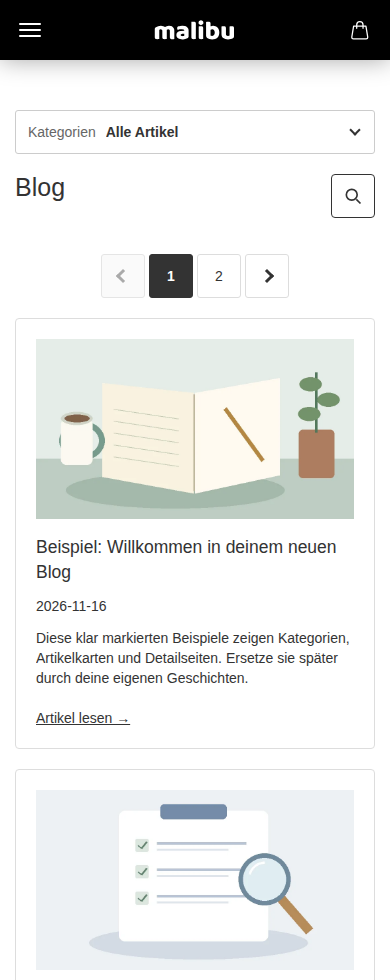 malibu
Kategorien Alle Artikel
Blog
1 2
Beispiel: Willkommen in deinem neuen
Blog
2026-11-16
Diese klar markierten Beispiele zeigen Kategorien,
Artikelkarten und Detailseiten. Ersetze sie später
durch deine eigenen Geschichten.
Artikel lesen →